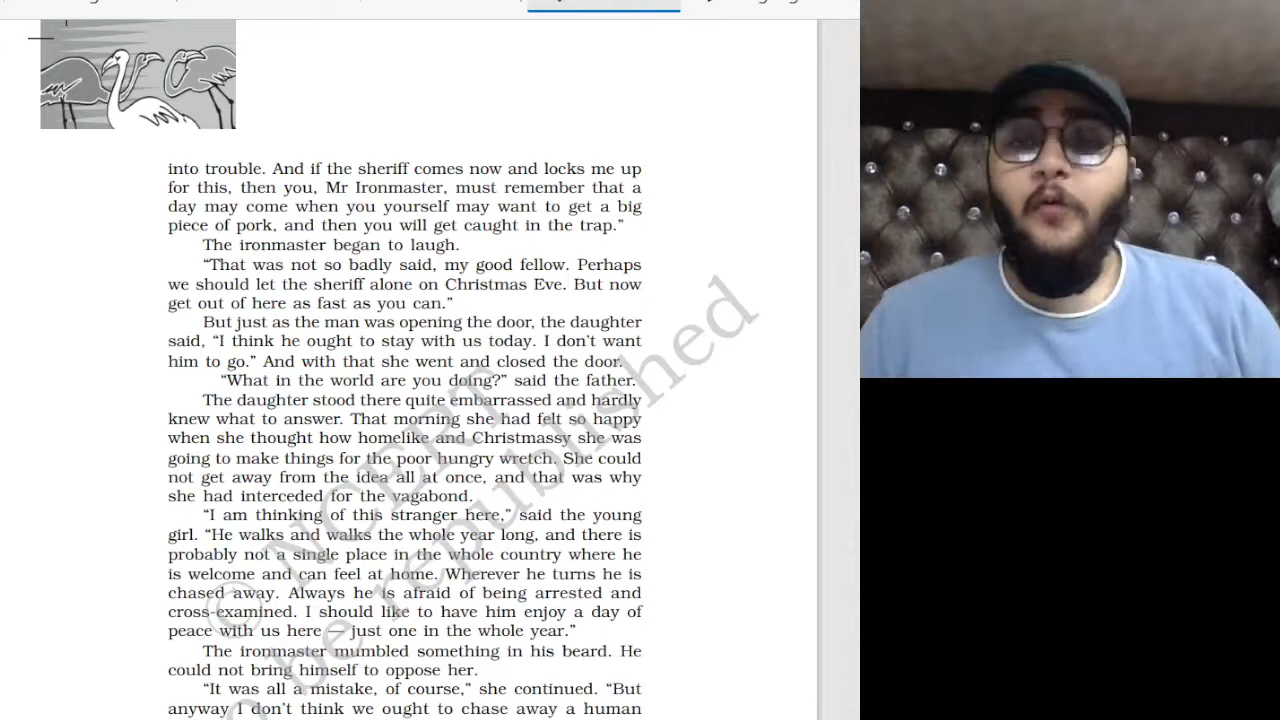 into trouble. And if the sheriff comes now and locks me up
for this, then you, Mr Ironmaster, must remember that a
day may come when you yourself may want to get a big
piece of pork, and then you will get caught in the trap.”
The ironmaster began to laugh.
“That was not so badly said, my good fellow. Perhaps
we should let the sheriff alone on Christmas Eve. But now
get out of here as fast as you can.”
But just as the man was opening the door, the daughter
said, “I think he ought to stay with us today. I don’t want
him to go.” And with that she went and closed the door.
“What in the world are you doing?” said the father.
The daughter stood there quite embarrassed and hardly
knew what to answer. That morning she had felt so happy
when she thought how homelike and Christmassy she was
going to make things for the poor hungry wretch. She could
not get away from the idea all at once, and that was why
she had interceded for the vagabond.
“I am thinking of this stranger here,” said the young
girl. “He walks and walks the whole year long, and there is
probably not a single place in the whole country where he
is welcome and can feel at home. Wherever he turns he is
chased away. Always he is afraid of being arrested and
cross-examined. I should like to have him enjoy a day of
peace with us here — just one in the whole year.”
The ironmaster mumbled something in his beard. He
could not bring himself to oppose her.
“It was all a mistake, of course,” she continued. “But
anyway I don’t think we ought to chase away a human
© NCERT
be republished